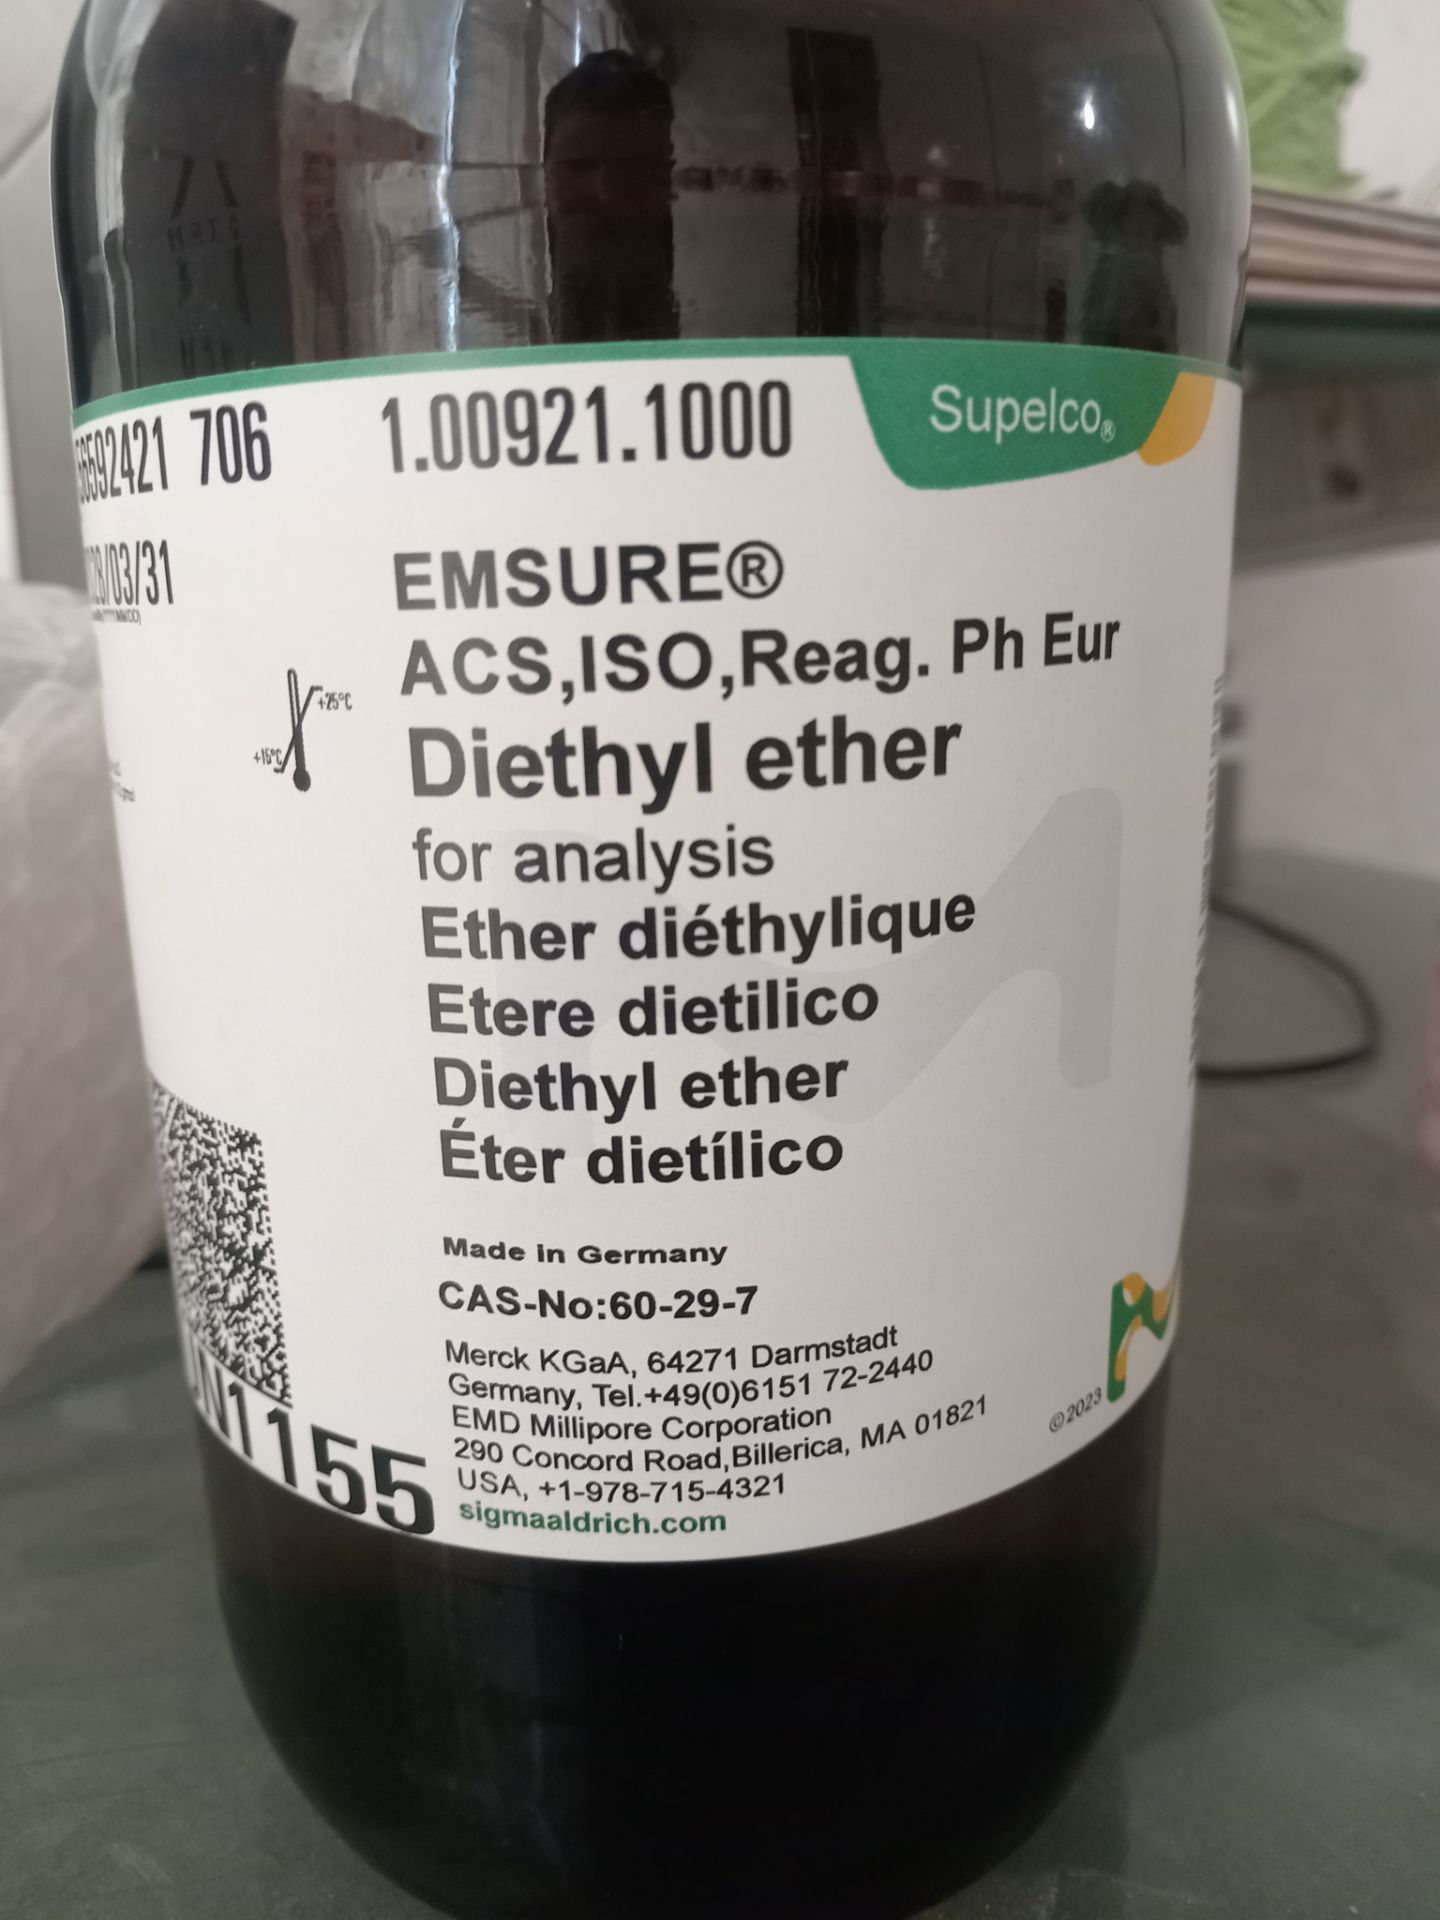 706
1.00921.1000
Supelco®
/03/31
EMSURE®
ACS,ISO,Reag. Ph Eur
+25°C
+15°C
Diethyl ether
for analysis
Ether diéthylique
Etere dietilico
Diethyl ether
Éter dietílico
Made in Germany
CAS-No:60-29-7
Merck KGaA, 64271 Darmstadt
Germany, Tel.+49(0)6151 72-2440
EMD Millipore Corporation
290 Concord Road,Billerica, MA 01821
USA, +1-978-715-4321
sigmaaldrich.com
©2023
UN1155